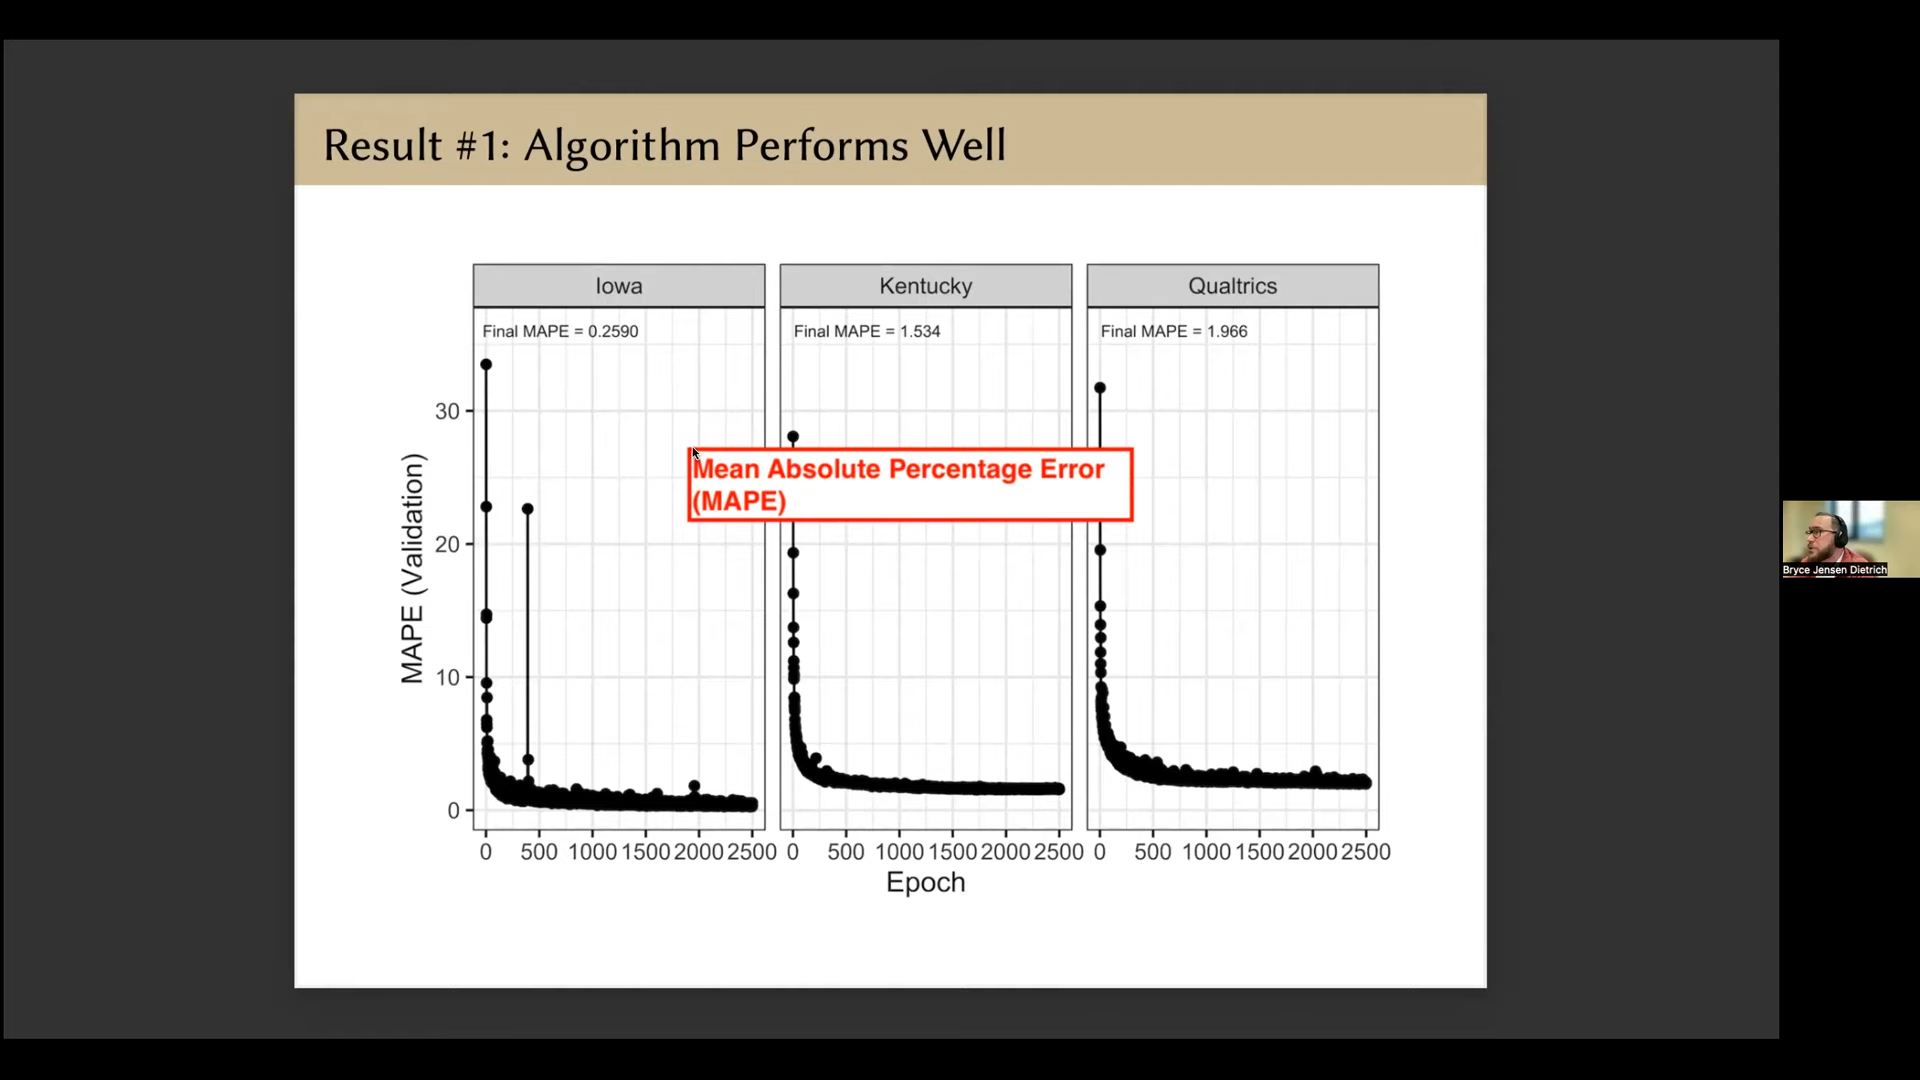 Result #1: Algorithm Performs Well
Iowa
Kentucky
Qualtrics
Final MAPE = 0.2590
Final MAPE = 1.534
Final MAPE = 1.966
Mean Absolute Percentage Error
(MAPE)
MAPE (Validation)
30
20
10
0
0 500 1000 1500 2000 2500
0 500 1000 1500 2000 2500
0 500 1000 1500 2000 2500
Epoch
Bryce Jensen Dietrich